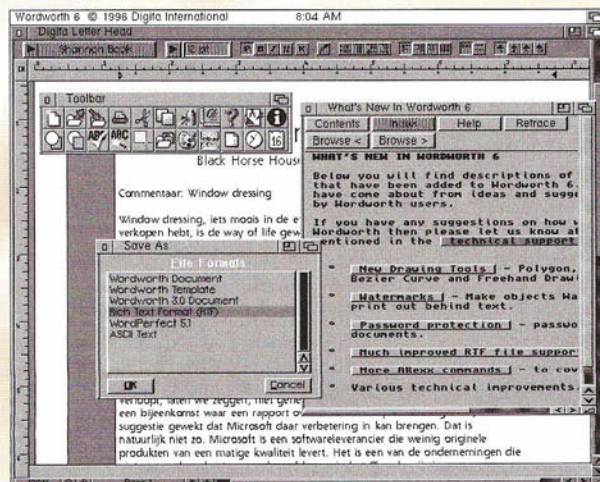 Wordworth 6 © 1996 Digita International 8:04 AM
Digita Letter Head
Shannon Book 12 pt
Toolbar
16
Black Horse Hous
Commentaar: Window dressing
Window dressing, iets moois in de e
verkopen hebt, is de way of life gew
What's New In Wordworth 6
Contents Index Help Retrace
Browse < Browse >
WHAT'S NEW IN WORDWORTH 6
Below you will find descriptions of
that have been added to Wordworth 6.
have come about from ideas and sugge
by Wordworth users.
If you have any suggestions on how
Wordworth then please let us know a
mentioned in the technical support
New Drawing Tools - Polygon,
Bezier Curve and Freehand Drawi
Watermarks - Make objects Wa
print out behind text.
Password protection - passwo
documents.
Much improved RTF file suppor
More ARexx commands - to cov
Various technical improvements.
Save As
File Formats
Wordworth Document
Wordworth Template
Wordworth 3.0 Document
Rich Text Format (RTF)
WordPerfect 5.1
ASCII Text
OK Cancel
een bijeenkomst waar een rapport o
suggestie gewekt dat Microsoft daar verbetering in kan brengen. Dat is
natuurlijk niet zo. Microsoft is een softwareleverancier die weinig originele
produkten van een matige kwaliteit levert. Het is een van de ondernemingen die